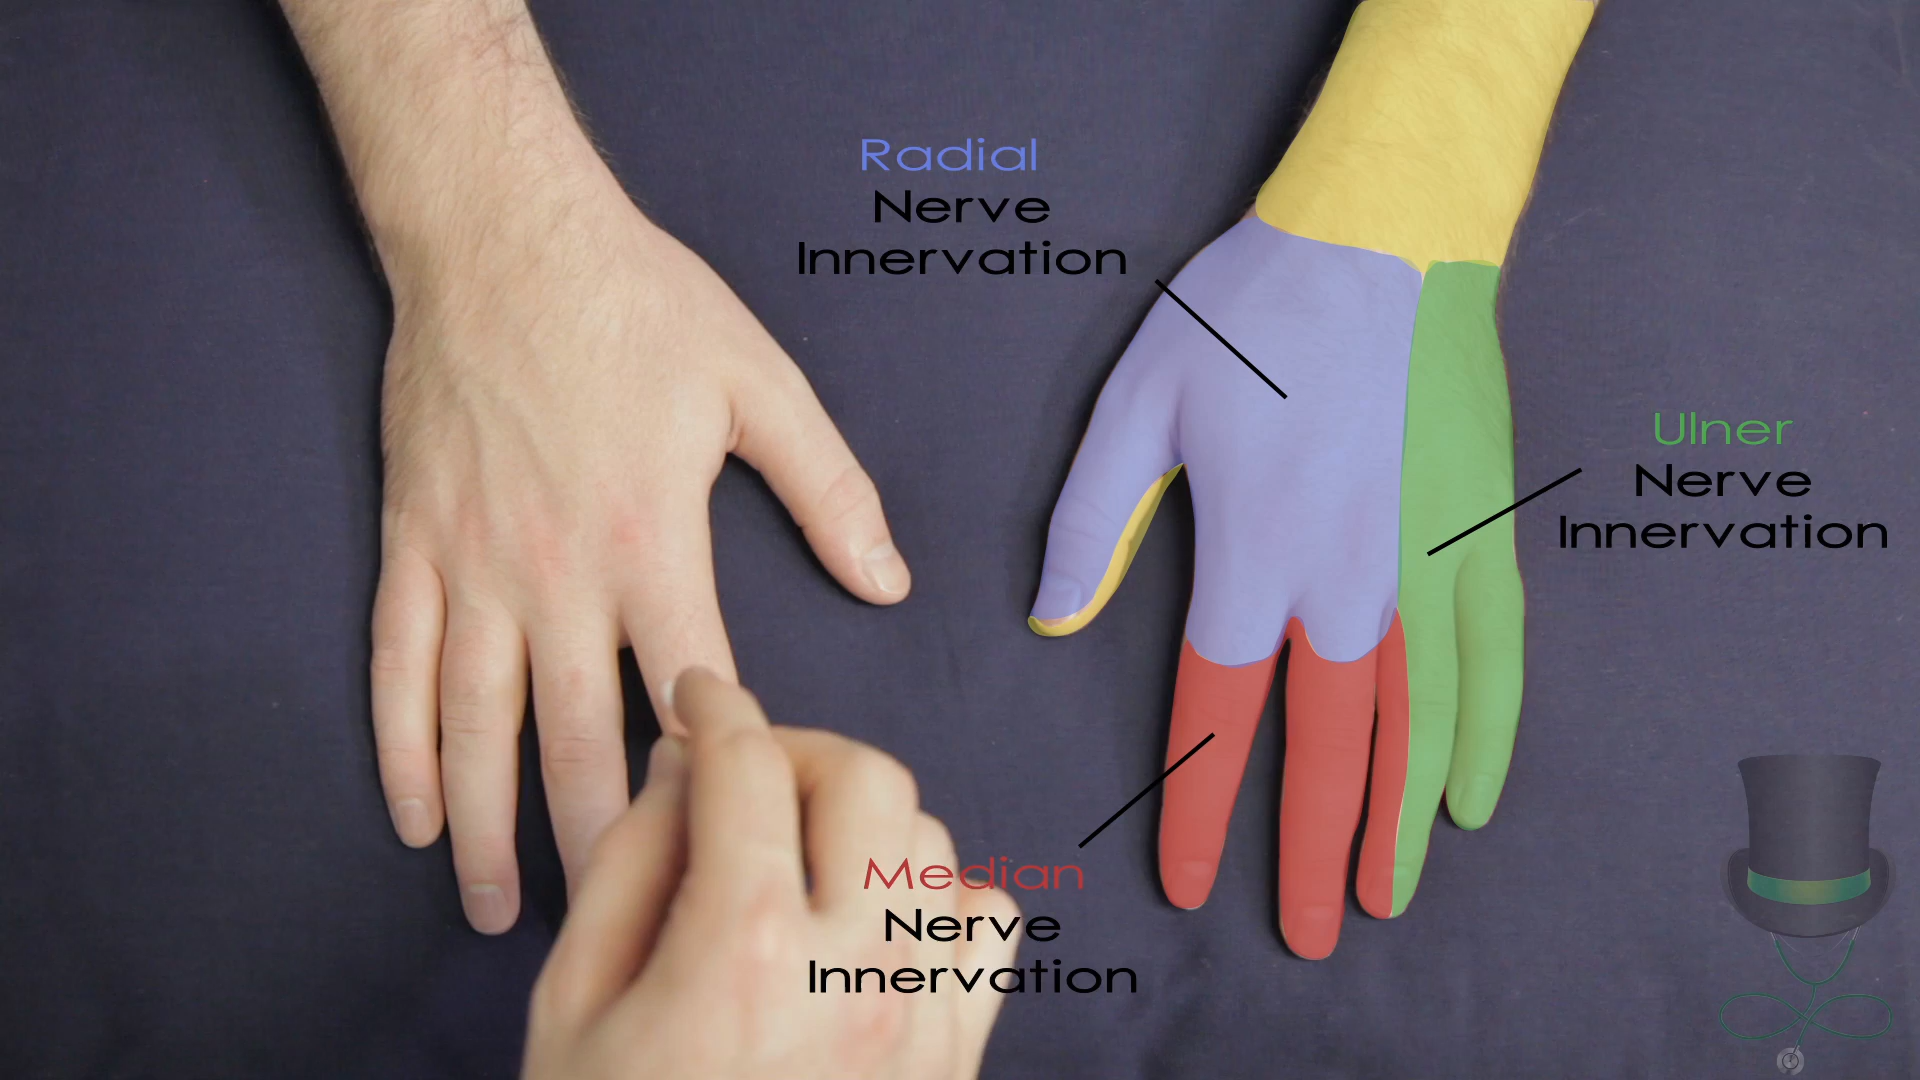 Radial
Nerve
Innervation
Ulner
Nerve
Innervation
Median
Nerve
Innervation